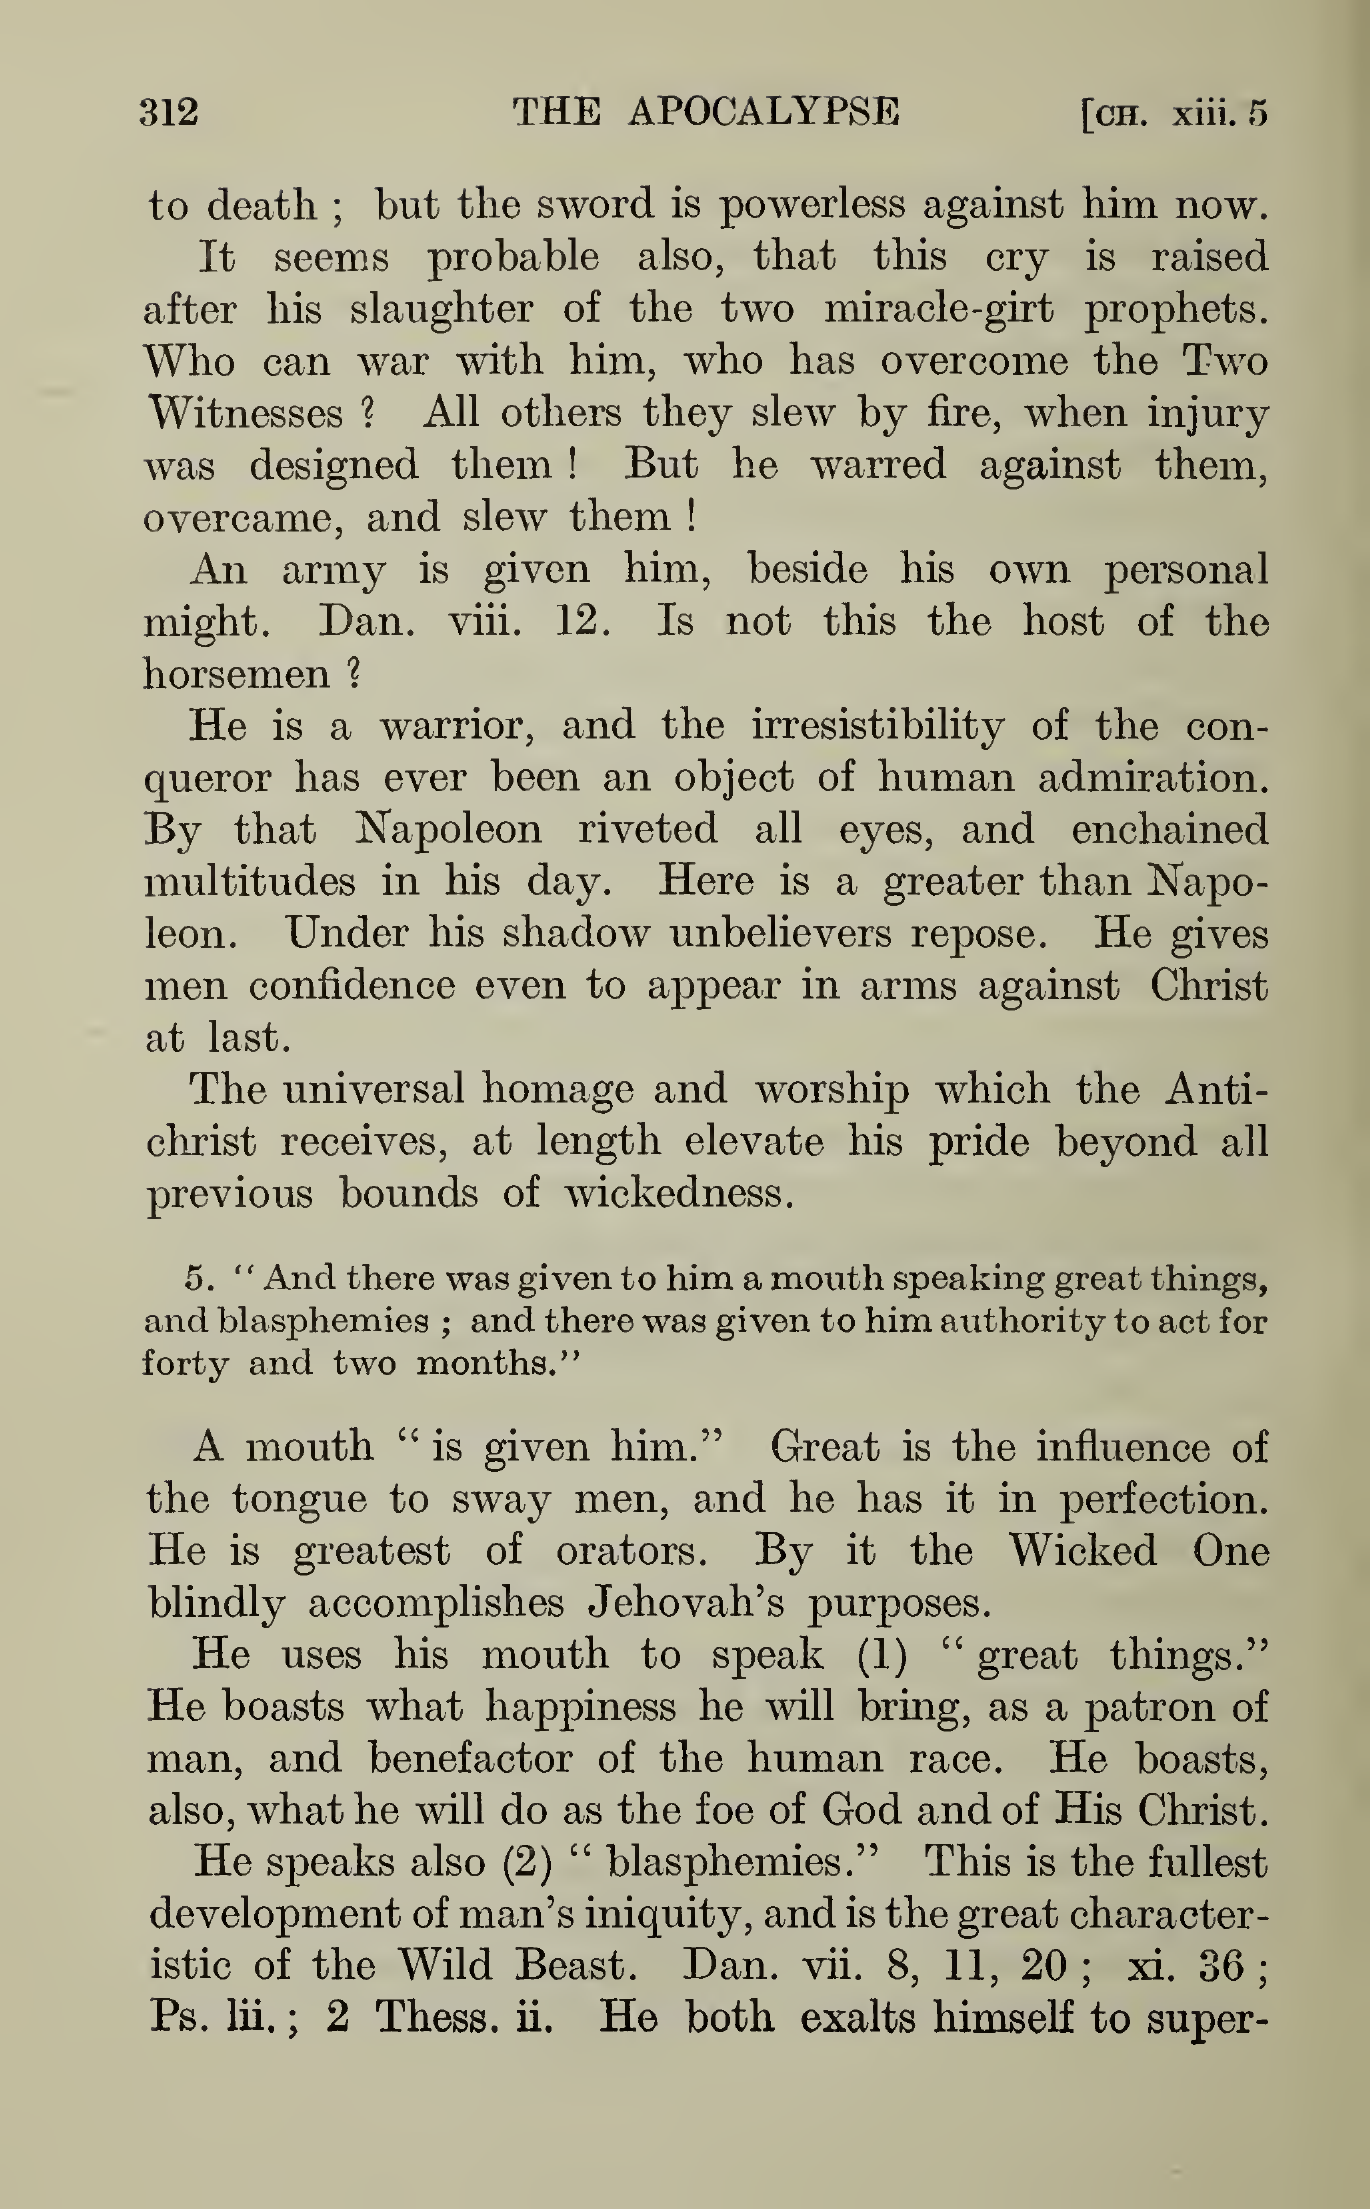 312 THE APOCALYPSE [CH. xiii. 5
to death ; but the sword is powerless against him now.
It seems probable also, that this cry is raised
after his slaughter of the two miracle-girt prophets.
Who can war with him, who has overcome the Two
Witnesses ? All others they slew by fire, when injury
was designed them ! But he warred against them,
overcame, and slew them !
An army is given him, beside his own personal
might. Dan. viii. 12. Is not this the host of the
horsemen ?
He is a warrior, and the irresistibility of the con-
queror has ever been an object of human admiration.
By that Napoleon riveted all eyes, and enchained
multitudes in his day. Here is a greater than Napo-
leon. Under his shadow unbelievers repose. He gives
men confidence even to appear in arms against Christ
at last.
The universal homage and worship which the Anti-
christ receives, at length elevate his pride beyond all
previous bounds of wickedness.
5. “ And there was given to him a mouth speaking great things,
and blasphemies ; and there was given to him authority to act for
forty and two months.”
A mouth “ is given him.” Great is the influence of
the tongue to sway men, and he has it in perfection.
He is greatest of orators. By it the Wicked One
blindly accomplishes Jehovah’s purposes.
He uses his mouth to speak (1) “ great things.”
He boasts what happiness he will bring, as a patron of
man, and benefactor of the human race. He boasts,
also, what he will do as the foe of God and of His Christ.
He speaks also (2) “ blasphemies.” This is the fullest
development of man’s iniquity, and is the great character-
istic of the Wild Beast. Dan. vii. 8, 11, 20 ; xi. 36 ;
Ps. lii. ; 2 Thess. ii. He both exalts himself to super-